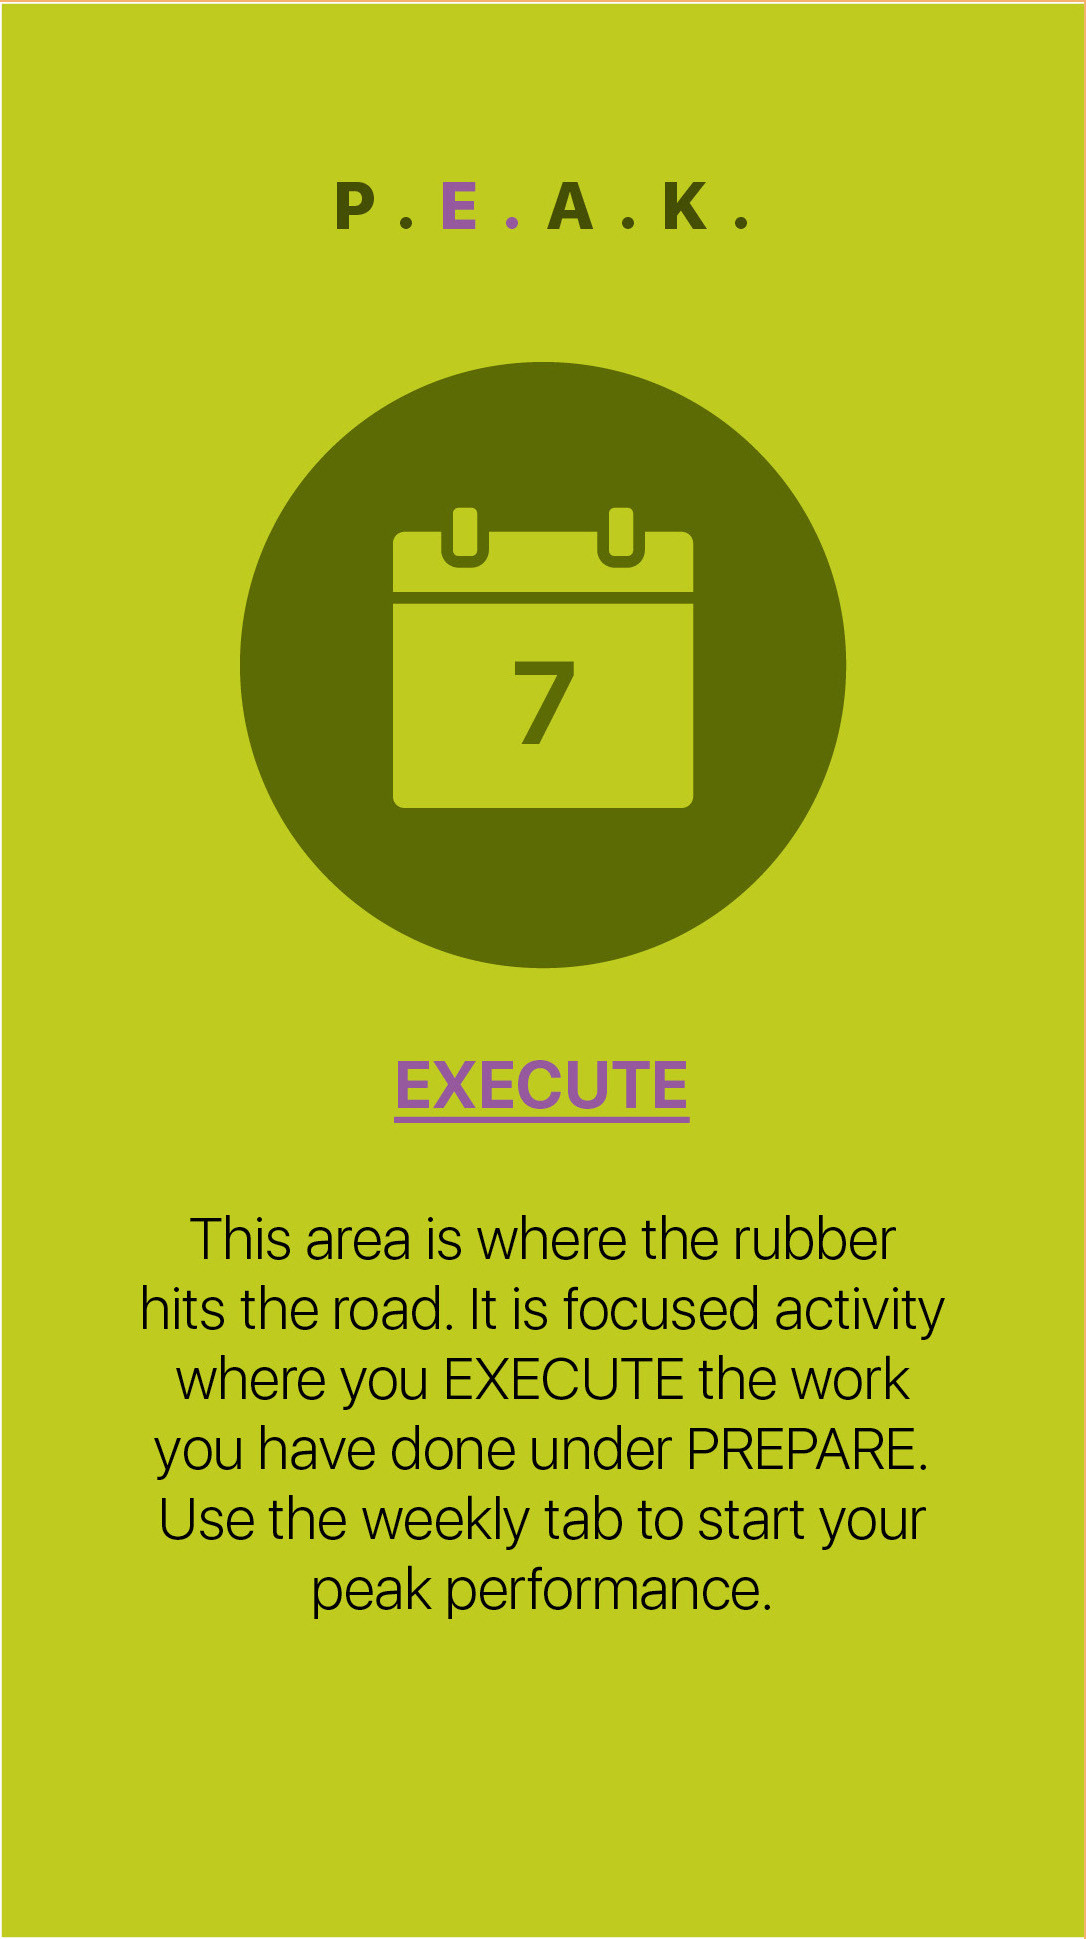 P.E.A.K.
7
EXECUTE
This area is where the rubber
hits the road. It is focused activity
where you EXECUTE the work
you have done under PREPARE.
Use the weekly tab to start your
peak performance.